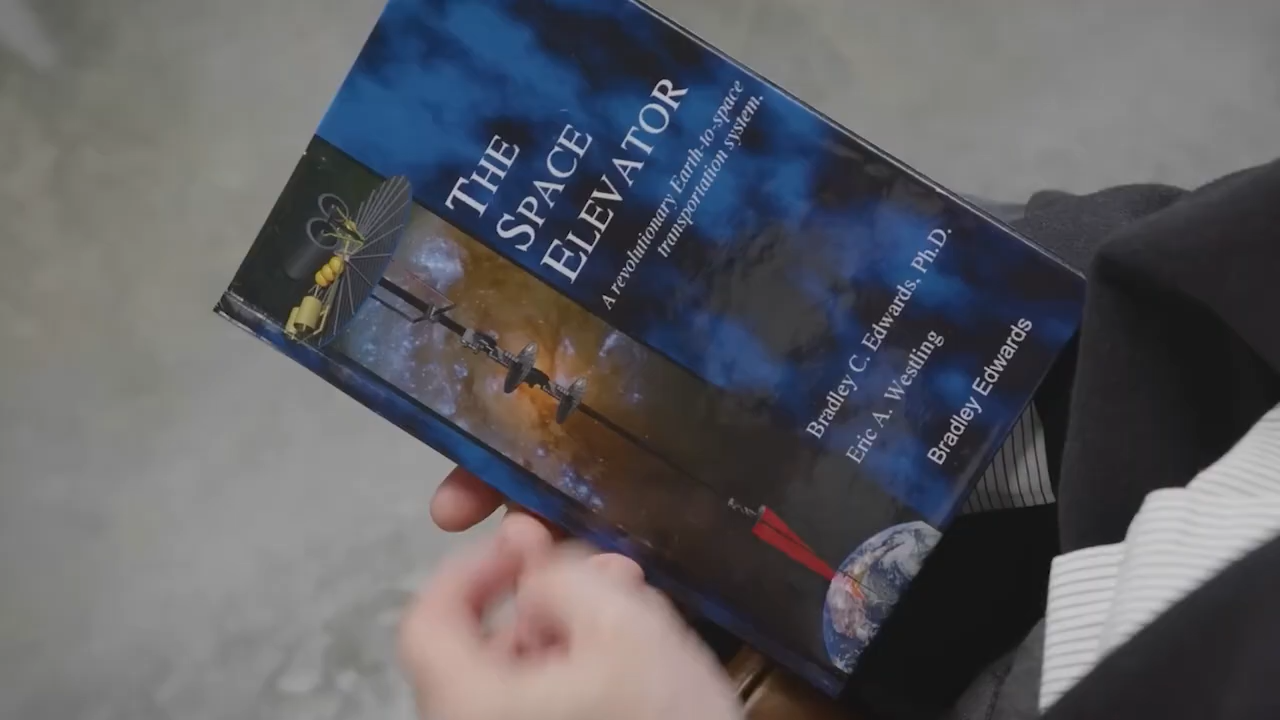 THE
SPACE
ELEVATOR
A revolutionary Earth-to-space
transportation system.
Bradley C. Edwards, Ph.D.
Eric A. Westling
Bradley Edwards